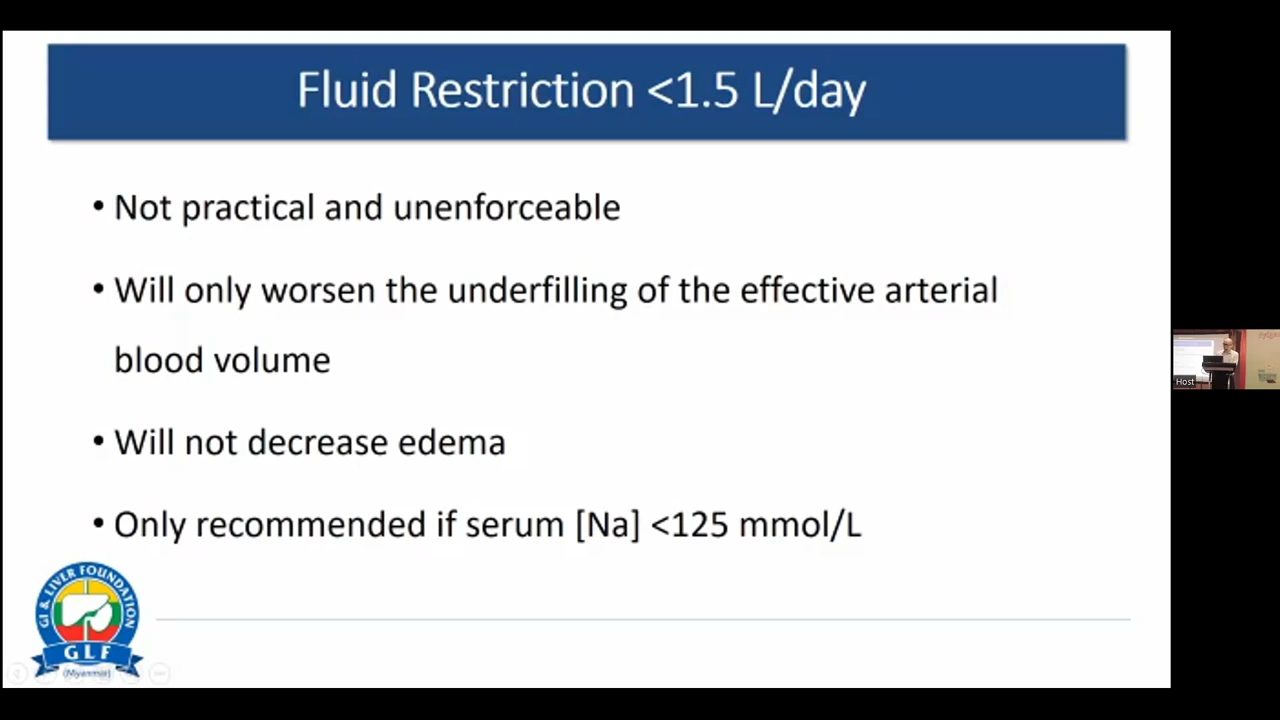 Fluid Restriction <1.5 L/day
• Not practical and unenforceable
• Will only worsen the underfilling of the effective arterial
blood volume
• Will not decrease edema
• Only recommended if serum [Na] <125 mmol/L
GI & LIVER FOUNDATION
GLF
(Myanmar)
Host